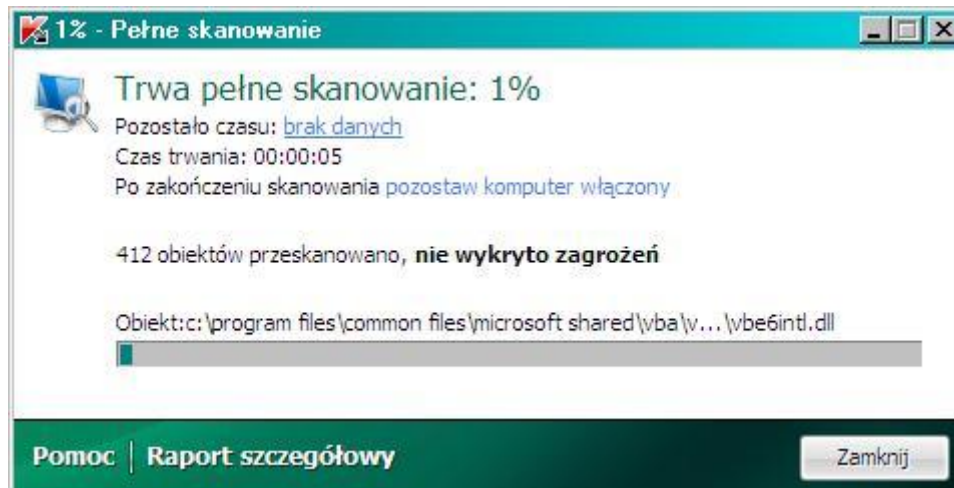 1% - Pełne skanowanie
Trwa pełne skanowanie: 1%
Pozostało czasu: brak danych
Czas trwania: 00:00:05
Po zakończeniu skanowania pozostaw komputer włączony
412 obiektów przeskanowano, nie wykryto zagrożeń
Obiekt:c:\program files\common files\microsoft shared\vba\v...\vbe6intl.dll
Pomoc | Raport szczegółowy
Zamknij